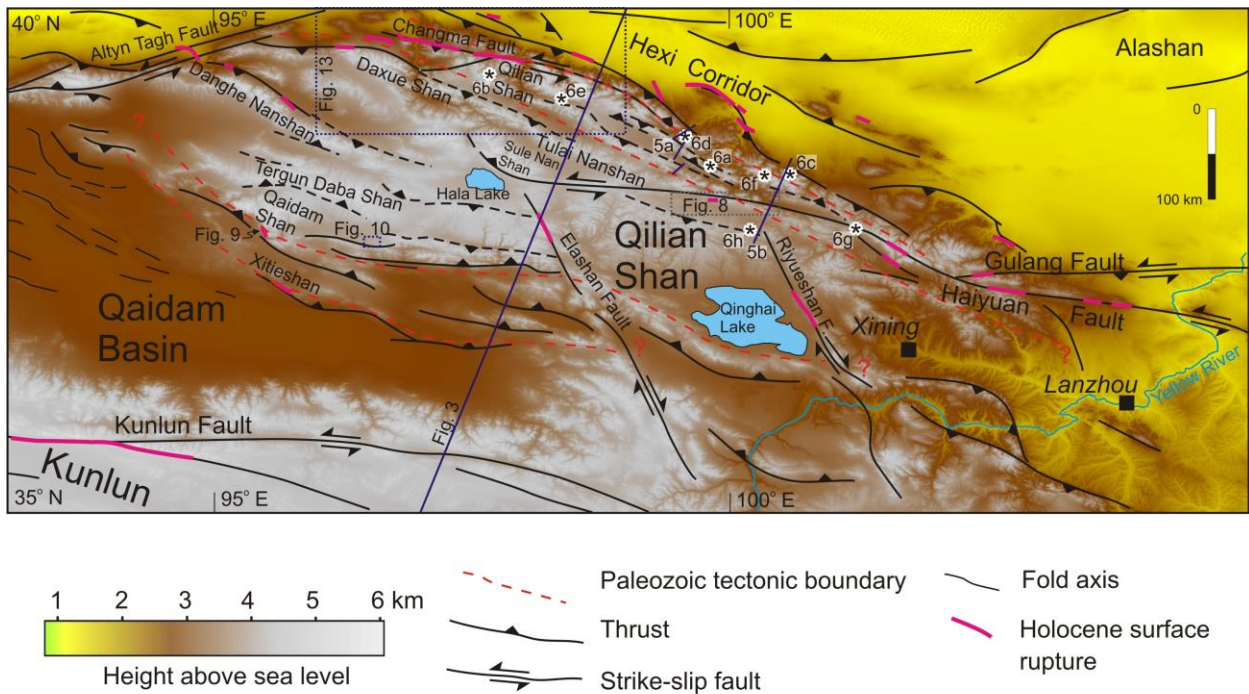 40° N
95° E
100° E
Altyn Tagh Fault
Changma Fault
Hexi Corridor
Alashan
0
100 km
Fig. 13
Danghe Nanshan
Daxue Shan
Qilian
Shan
6b
6e
5a
6d
6a
6c
6f
Tulai Nanshan
Sule Nan
Shan
Hala Lake
Tergun Daba Shan
Qaidam
Shan
Fig. 10
Fig. 9
Fig. 8
6h
5b
6g
?
Xitieshan
Elashan Fault
Qilian
Shan
Riyueshan F.
Gulang Fault
Haiyuan
Fault
Qaidam
Basin
Qinghai
Lake
Xining
?
?
?
Lanzhou
Yellow River
Fig.3
Kunlun Fault
Kunlun
35° N
95° E
100° E
1 2 3 4 5 6 km
Height above sea level
Paleozoic tectonic boundary
Thrust
Strike-slip fault
Fold axis
Holocene surface
rupture